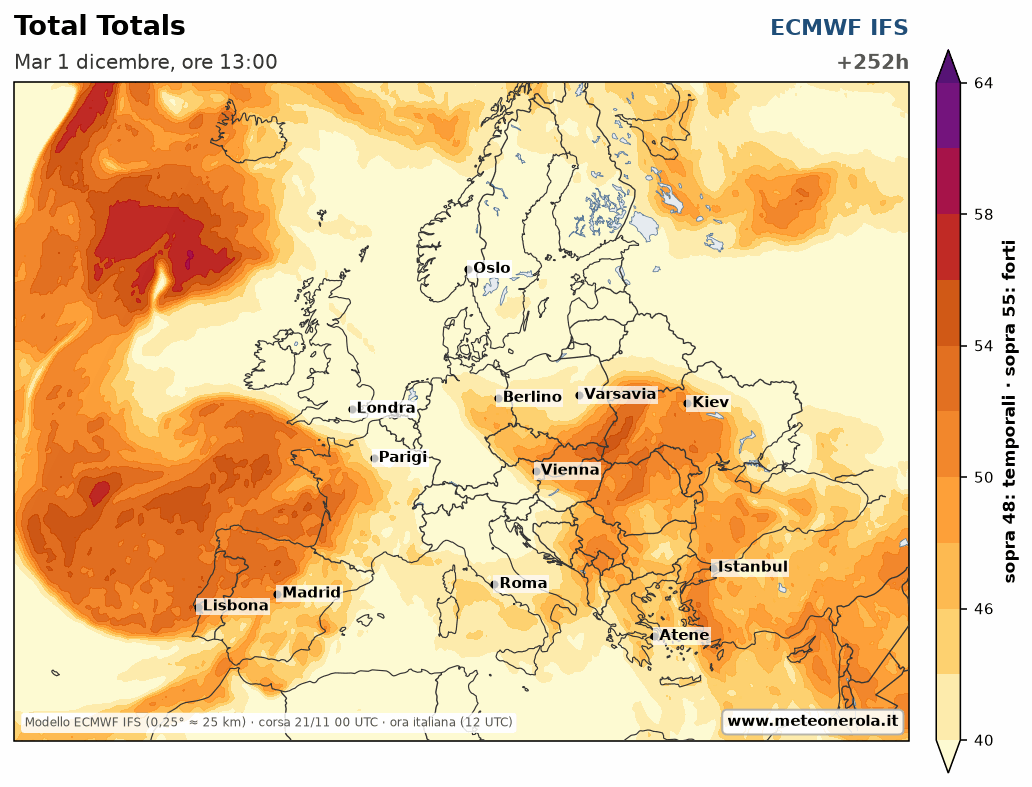 Total Totals
ECMWF IFS
Mar 1 dicembre, ore 13:00
+252h
Oslo
Berlino
Varsavia
Kiev
Londra
Parigi
Vienna
Istanbul
Roma
Madrid
Lisbona
Atene
Modello ECMWF IFS (0,25° ≈ 25 km) · corsa 21/11 00 UTC · ora italiana (12 UTC)
www.meteonerola.it
64
58
54
50
46
40
sopra 48: temporali · sopra 55: forti